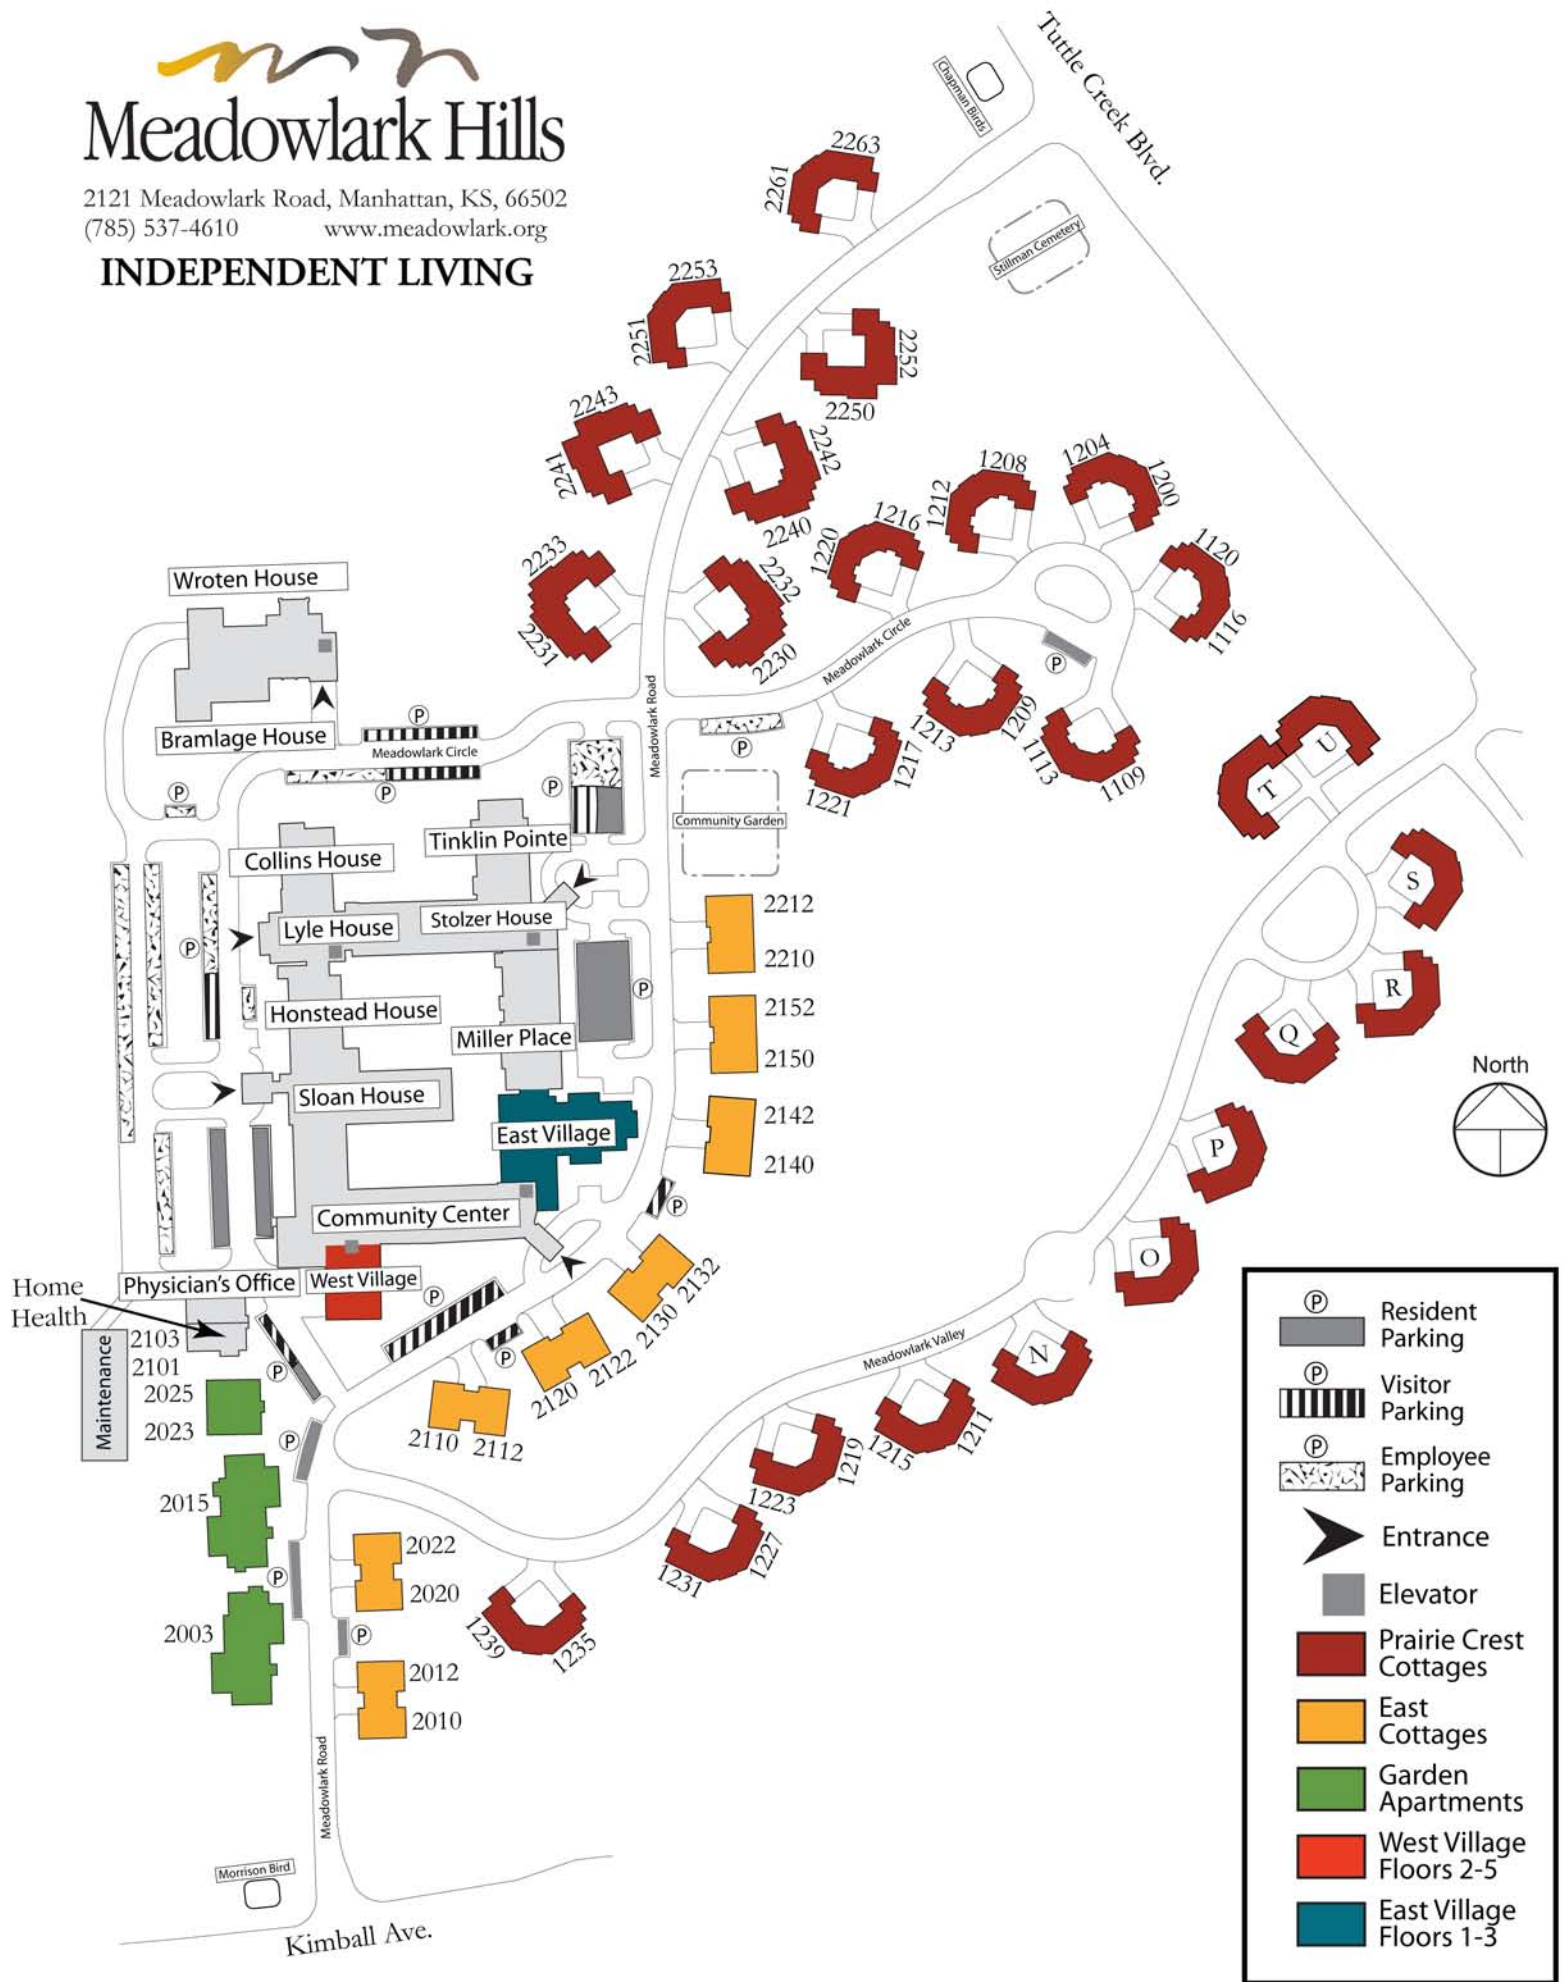 Meadowlark Hills
2121 Meadowlark Road, Manhattan, KS, 66502
(785) 537-4610 www.meadowlark.org
INDEPENDENT LIVING
Tuttle Creek Blvd.
Chapman Birds
Stillman Cemetery
2263
2261
2253
2251
2252
2250
2243
2241
2242
2240
2233
2231
2232
2230
1204
1200
1208
1212
1216
1220
1120
1116
Meadowlark Circle
P
1213
1209
1113
1109
1221
1217
Meadowlark Road
P
Community Garden
Wroten House
Bramlage House
P
Meadowlark Circle
P
P
P
Collins House
Tinklin Pointe
Lyle House
Stolzer House
P
P
Honstead House
Miller Place
Sloan House
East Village
Community Center
Physician's Office
West Village
Home
Health
Maintenance
2103
2101
2025
2023
2015
2003
2212
2210
2152
2150
2142
2140
P
2132
2130
2122
2120
P
P
2110
2112
P
P
P
2022
2020
P
2012
2010
Meadowlark Road
Morrison Bird
Kimball Ave.
U
T
S
R
Q
P
O
N
Meadowlark Valley
1211
1215
1219
1223
1227
1231
1235
1239
North
P
Resident
Parking
P
Visitor
Parking
P
Employee
Parking
Entrance
Elevator
Prairie Crest
Cottages
East
Cottages
Garden
Apartments
West Village
Floors 2-5
East Village
Floors 1-3